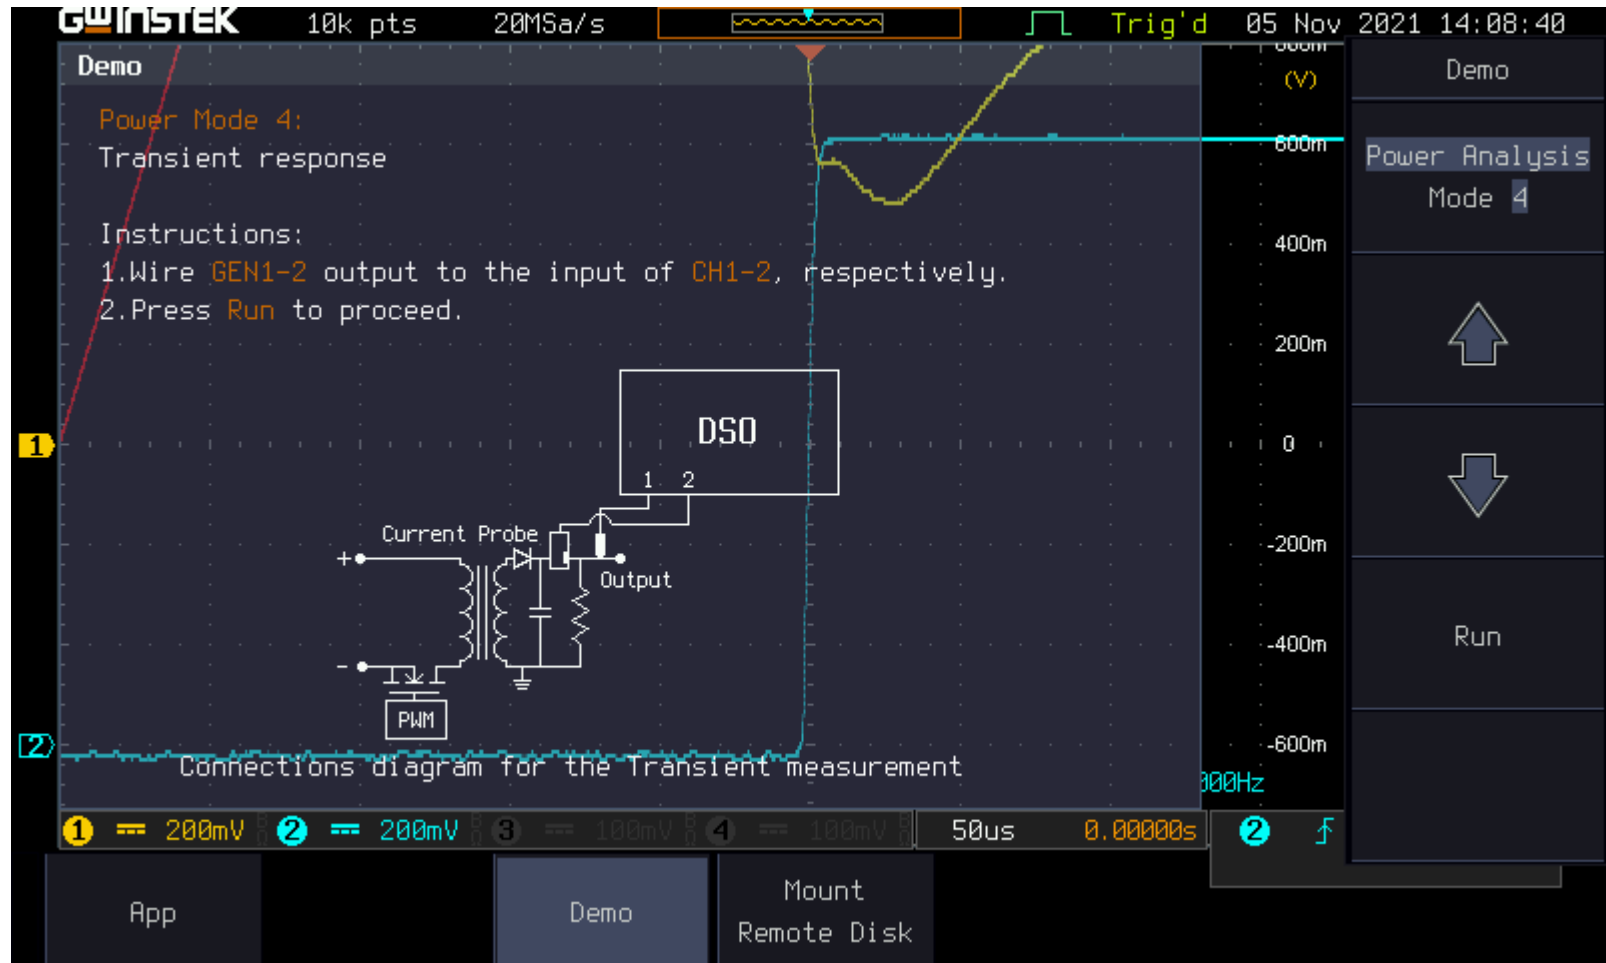 GWINSTEK 10k pts 20MSa/s Trig'd 05 Nov 2021 14:08:40
Demo
(V)
Demo
Power Mode 4:
Transient response
600m
Power Analysis
Mode 4
Instructions:
400m
1.Wire GEN1-2 output to the input of CH1-2, respectively.
2.Press Run to proceed.
200m
1
DSO
0
1 2
Current Probe
-200m
+
Output
-
-400m
Run
PWM
2
-600m
Connections diagram for the Transient measurement
000Hz
1 200mV 2 200mV 3 100mV 4 100mV 50us 0.00000s 2
App
Demo
Mount
Remote Disk